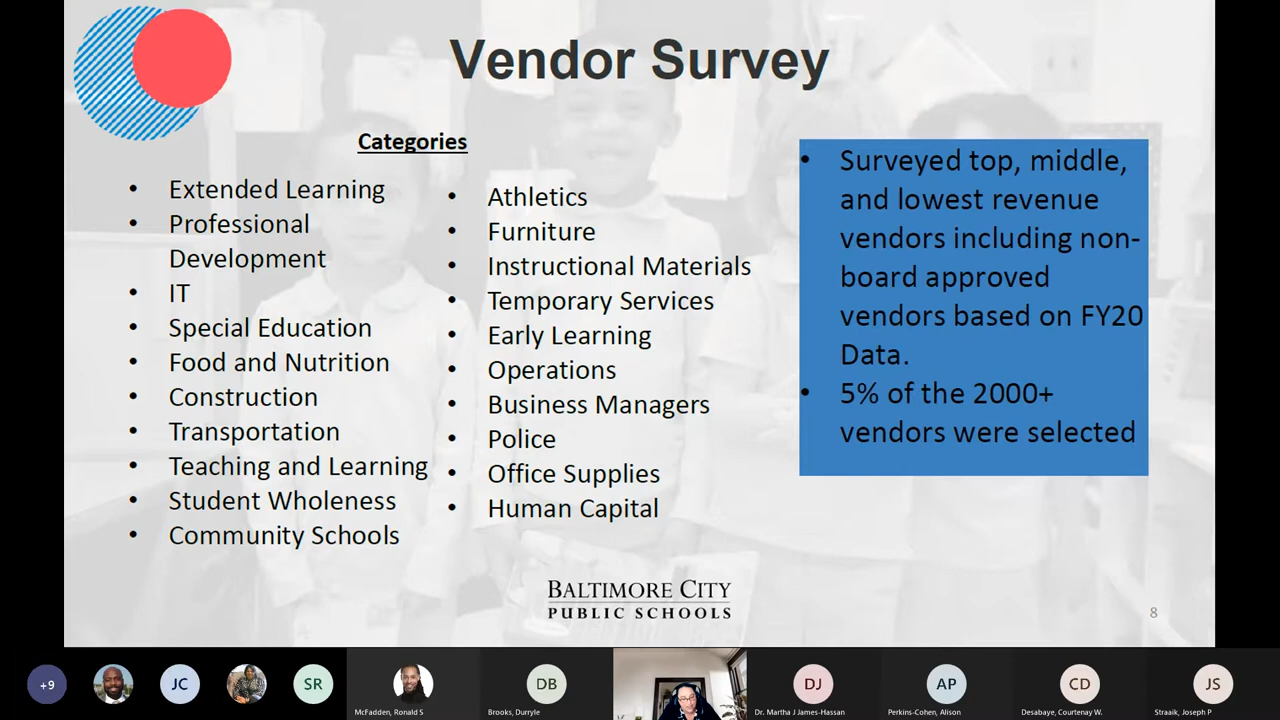 Vendor Survey
Categories
• Extended Learning
• Professional
Development
• IT
• Special Education
• Food and Nutrition
• Construction
• Transportation
• Teaching and Learning
• Student Wholeness
• Community Schools
• Athletics
• Furniture
• Instructional Materials
• Temporary Services
• Early Learning
• Operations
• Business Managers
• Police
• Office Supplies
• Human Capital
• Surveyed top, middle,
and lowest revenue
vendors including non-
board approved
vendors based on FY20
Data.
• 5% of the 2000+
vendors were selected
BALTIMORE CITY
PUBLIC SCHOOLS
8
+9
JC
SR
McFadden, Ronald S
DB
Brooks, Durryle
DJ
Dr. Martha J James-Hassan
AP
Perkins-Cohen, Alison
CD
Desabaye, Courtenay W.
JS
Straaik, Joseph P